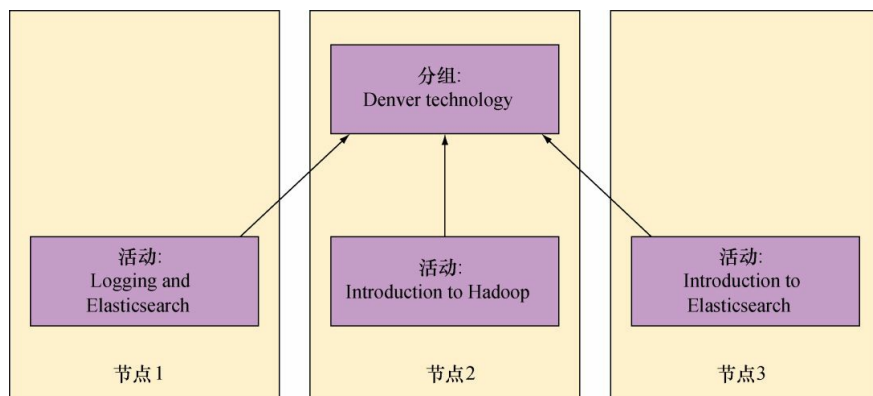 分组:
Denver technology
活动:
Logging and
Elasticsearch
活动:
Introduction to Hadoop
活动:
Introduction to
Elasticsearch
节点1
节点2
节点3